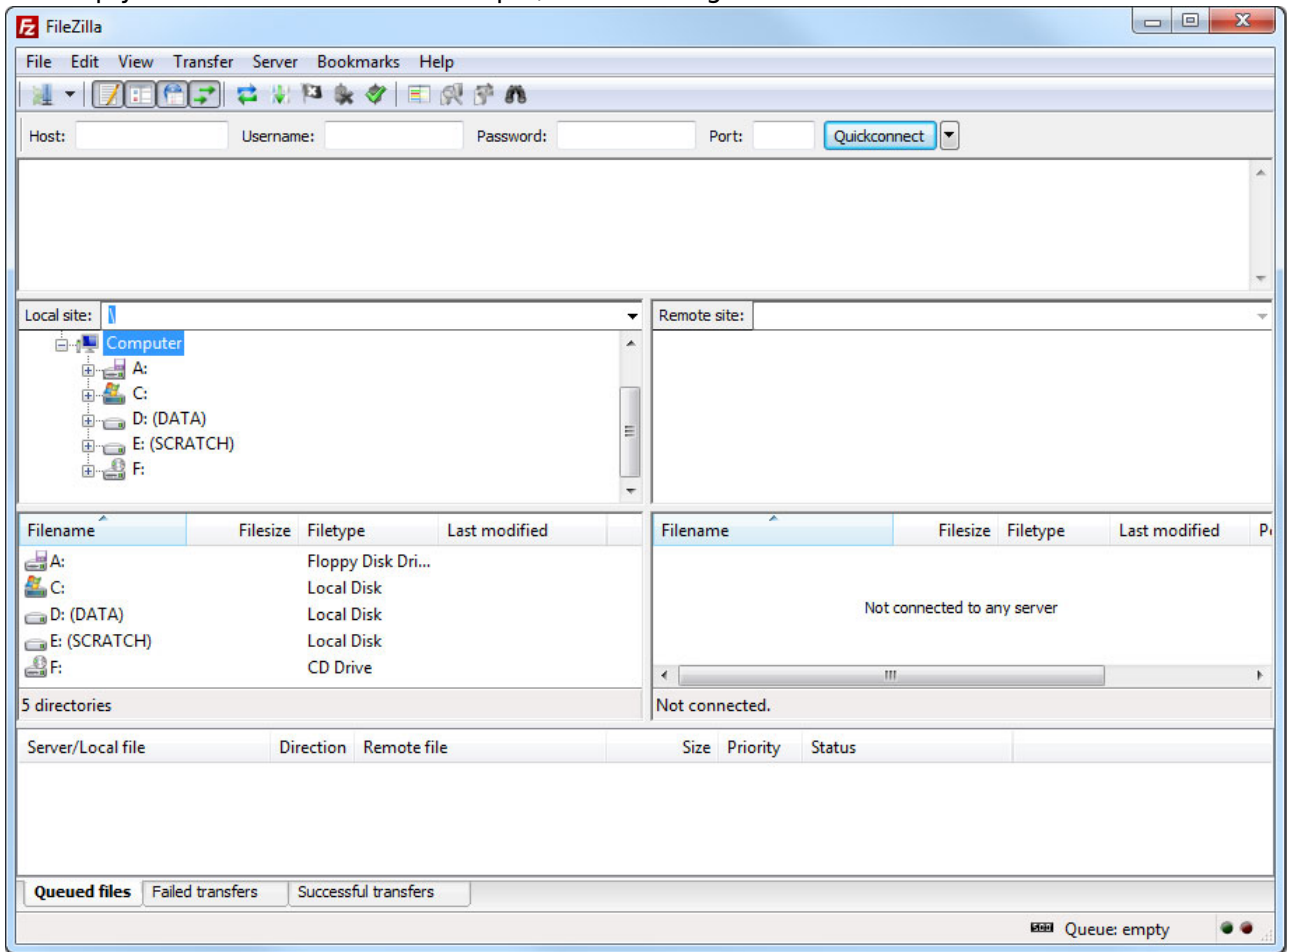 FileZilla
File Edit View Transfer Server Bookmarks Help
Host: Username: Password: Port: Quickconnect
Local site: \
Remote site:
Computer
A:
C:
D: (DATA)
E: (SCRATCH)
F:
Filename Filesize Filetype Last modified
A: Floppy Disk Dri...
C: Local Disk
D: (DATA) Local Disk
E: (SCRATCH) Local Disk
F: CD Drive
5 directories
Filename Filesize Filetype Last modified
Not connected to any server
Not connected.
Server/Local file Direction Remote file Size Priority Status
Queued files Failed transfers Successful transfers
Queue: empty